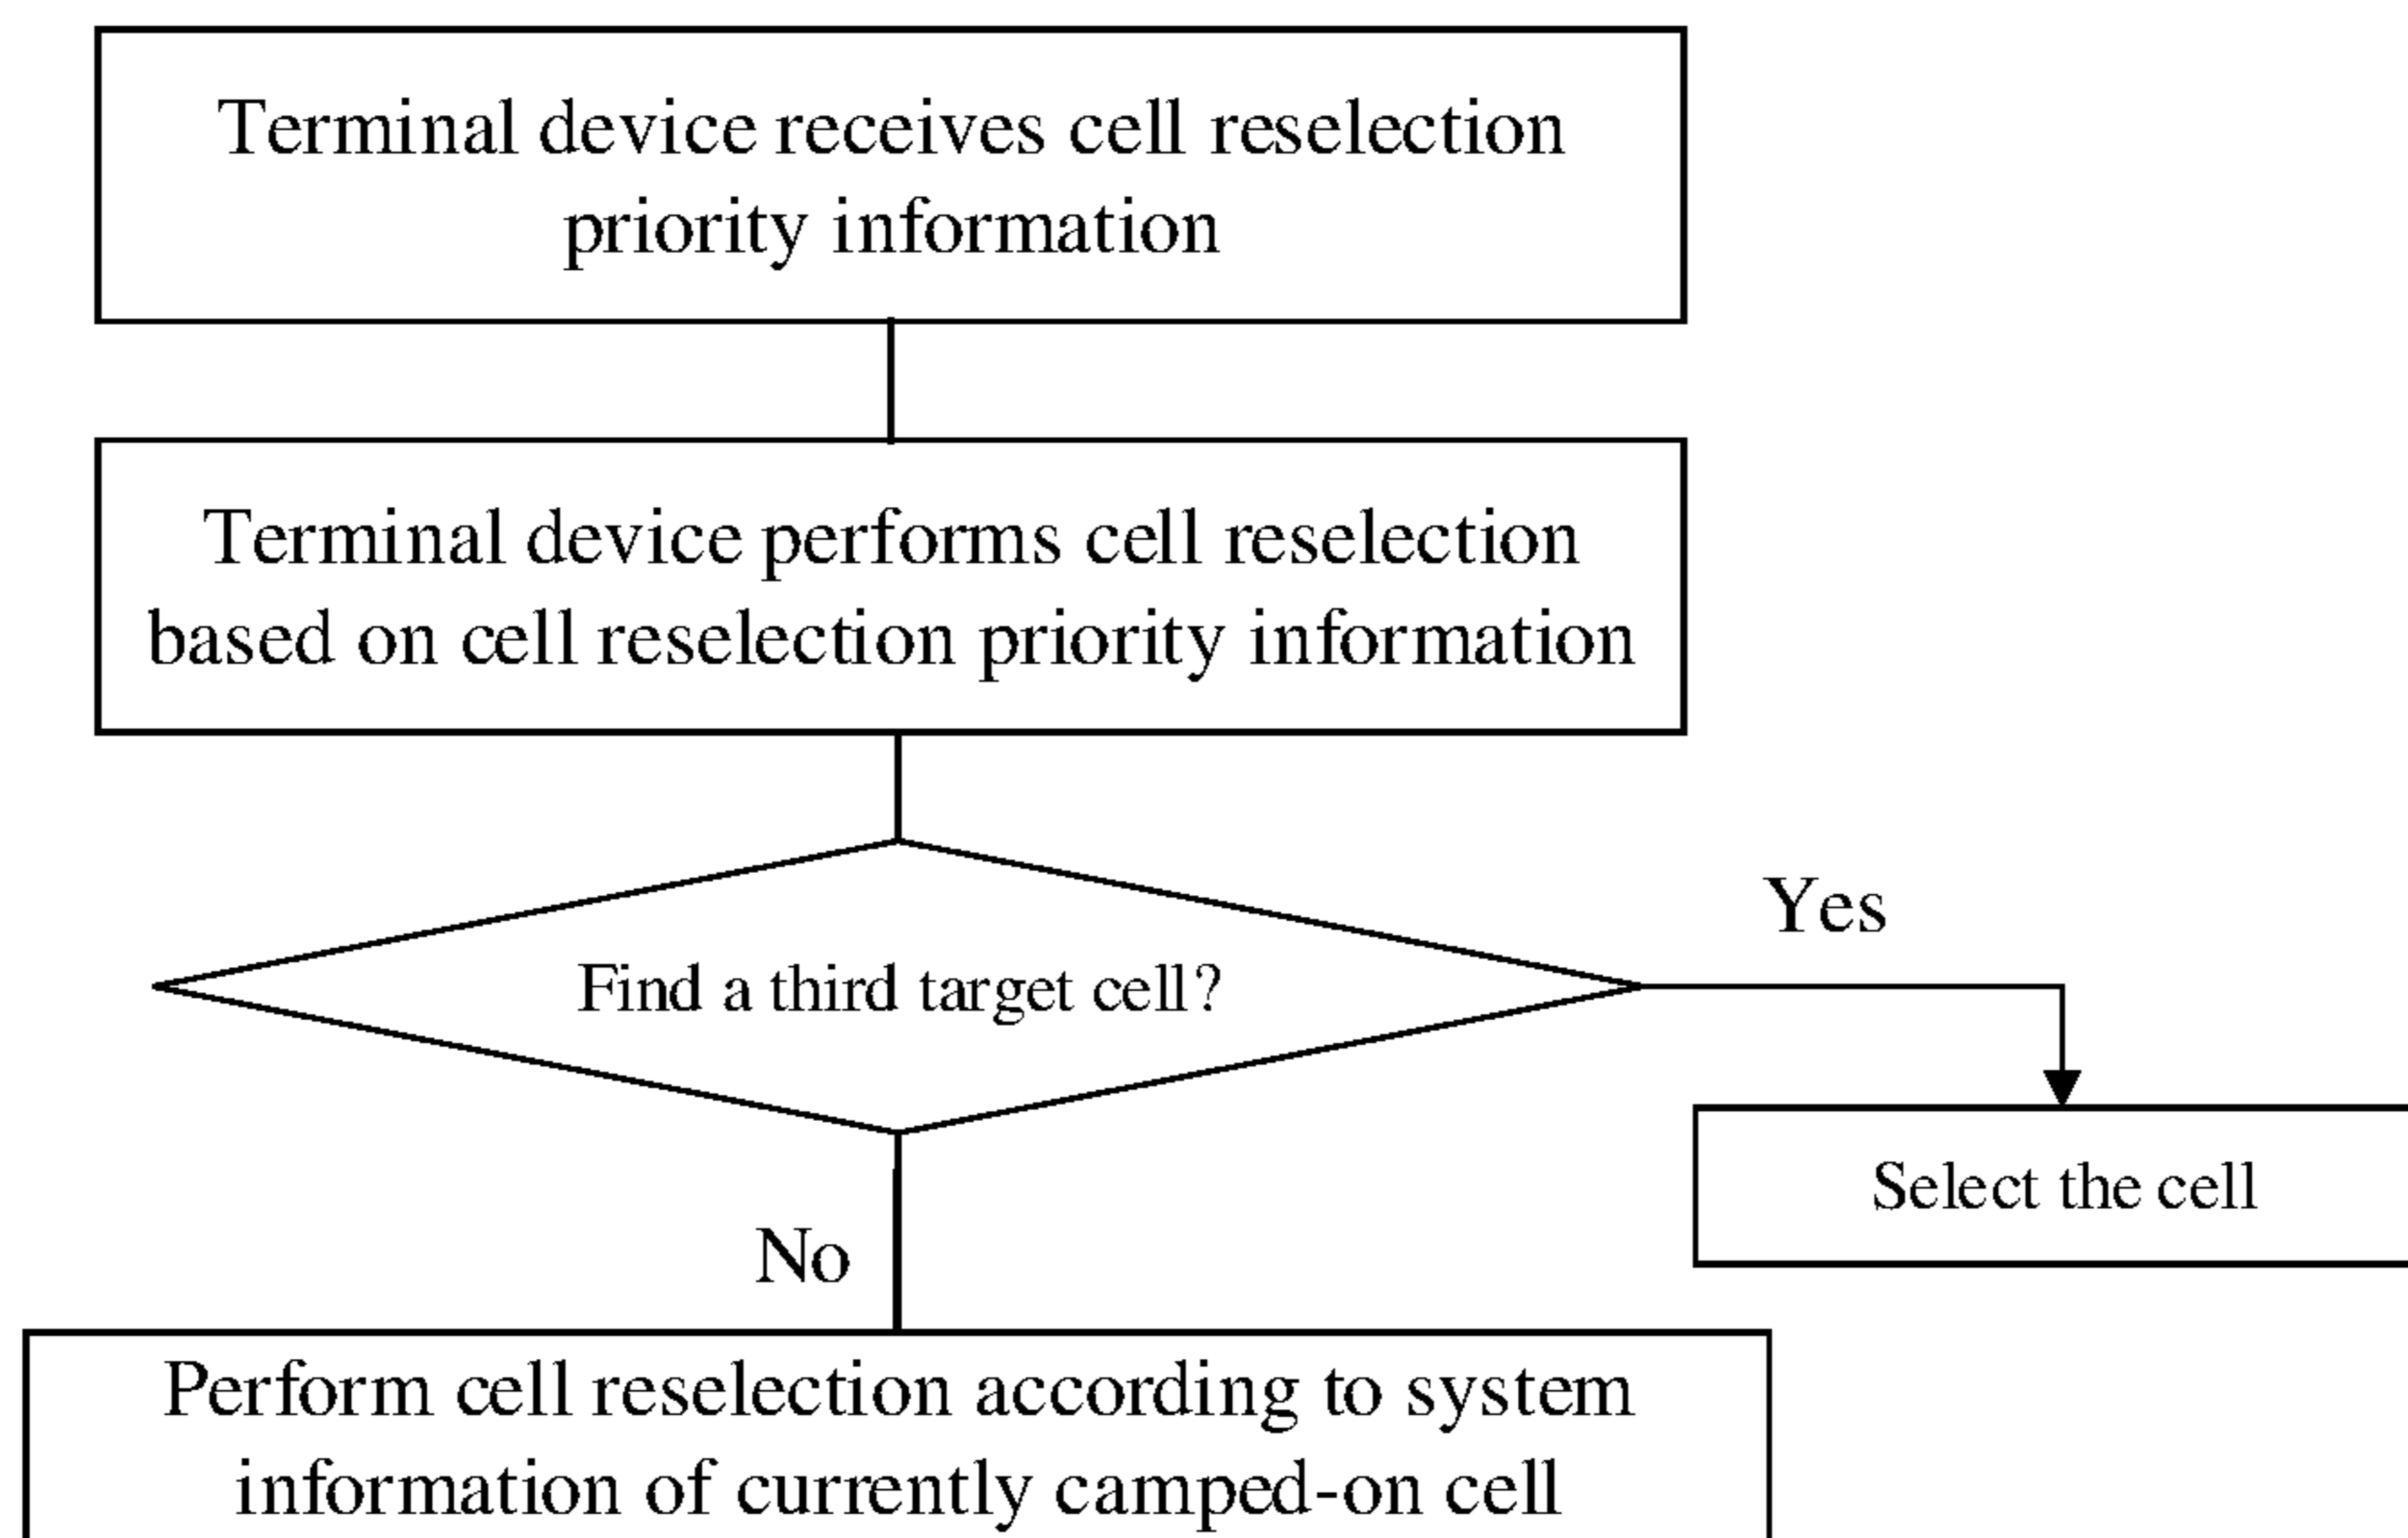 Terminal device receives cell reselection
priority information
Terminal device performs cell reselection
based on cell reselection priority information
Yes
Find a third target cell?
Select the cell
No
Perform cell reselection according to system
information of currently camped-on cell